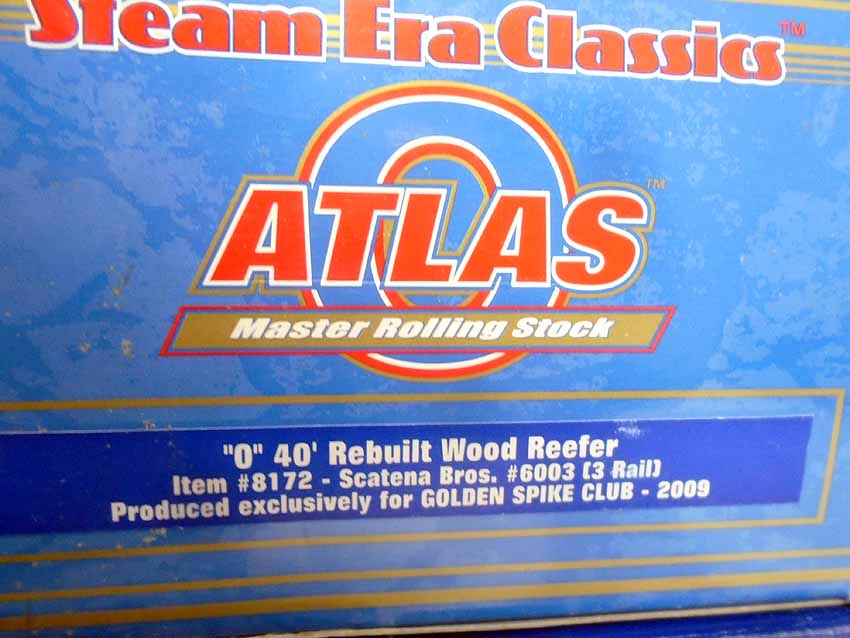 Steam Era Classics™
ATLAS™
O
Master Rolling Stock
"O" 40' Rebuilt Wood Reefer
Item #8172 - Scatena Bros. #6003 (3 Rail)
Produced exclusively for GOLDEN SPIKE CLUB - 2009